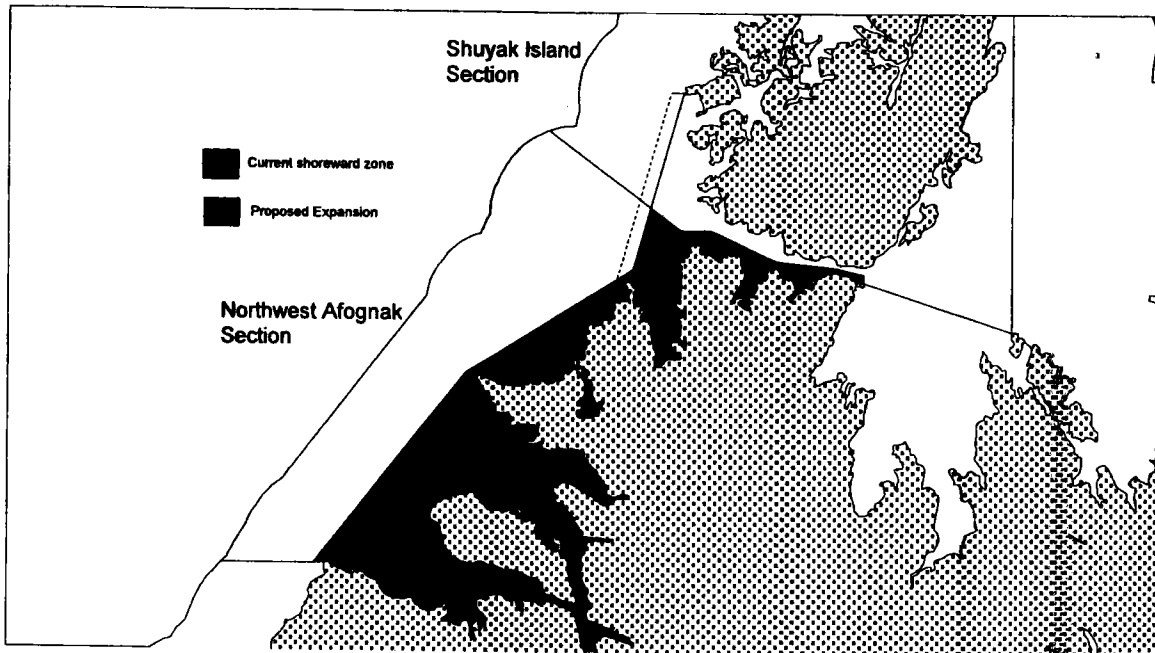 Shuyak Island
Section
Current shoreward zone
Proposed Expansion
Northwest Afognak
Section